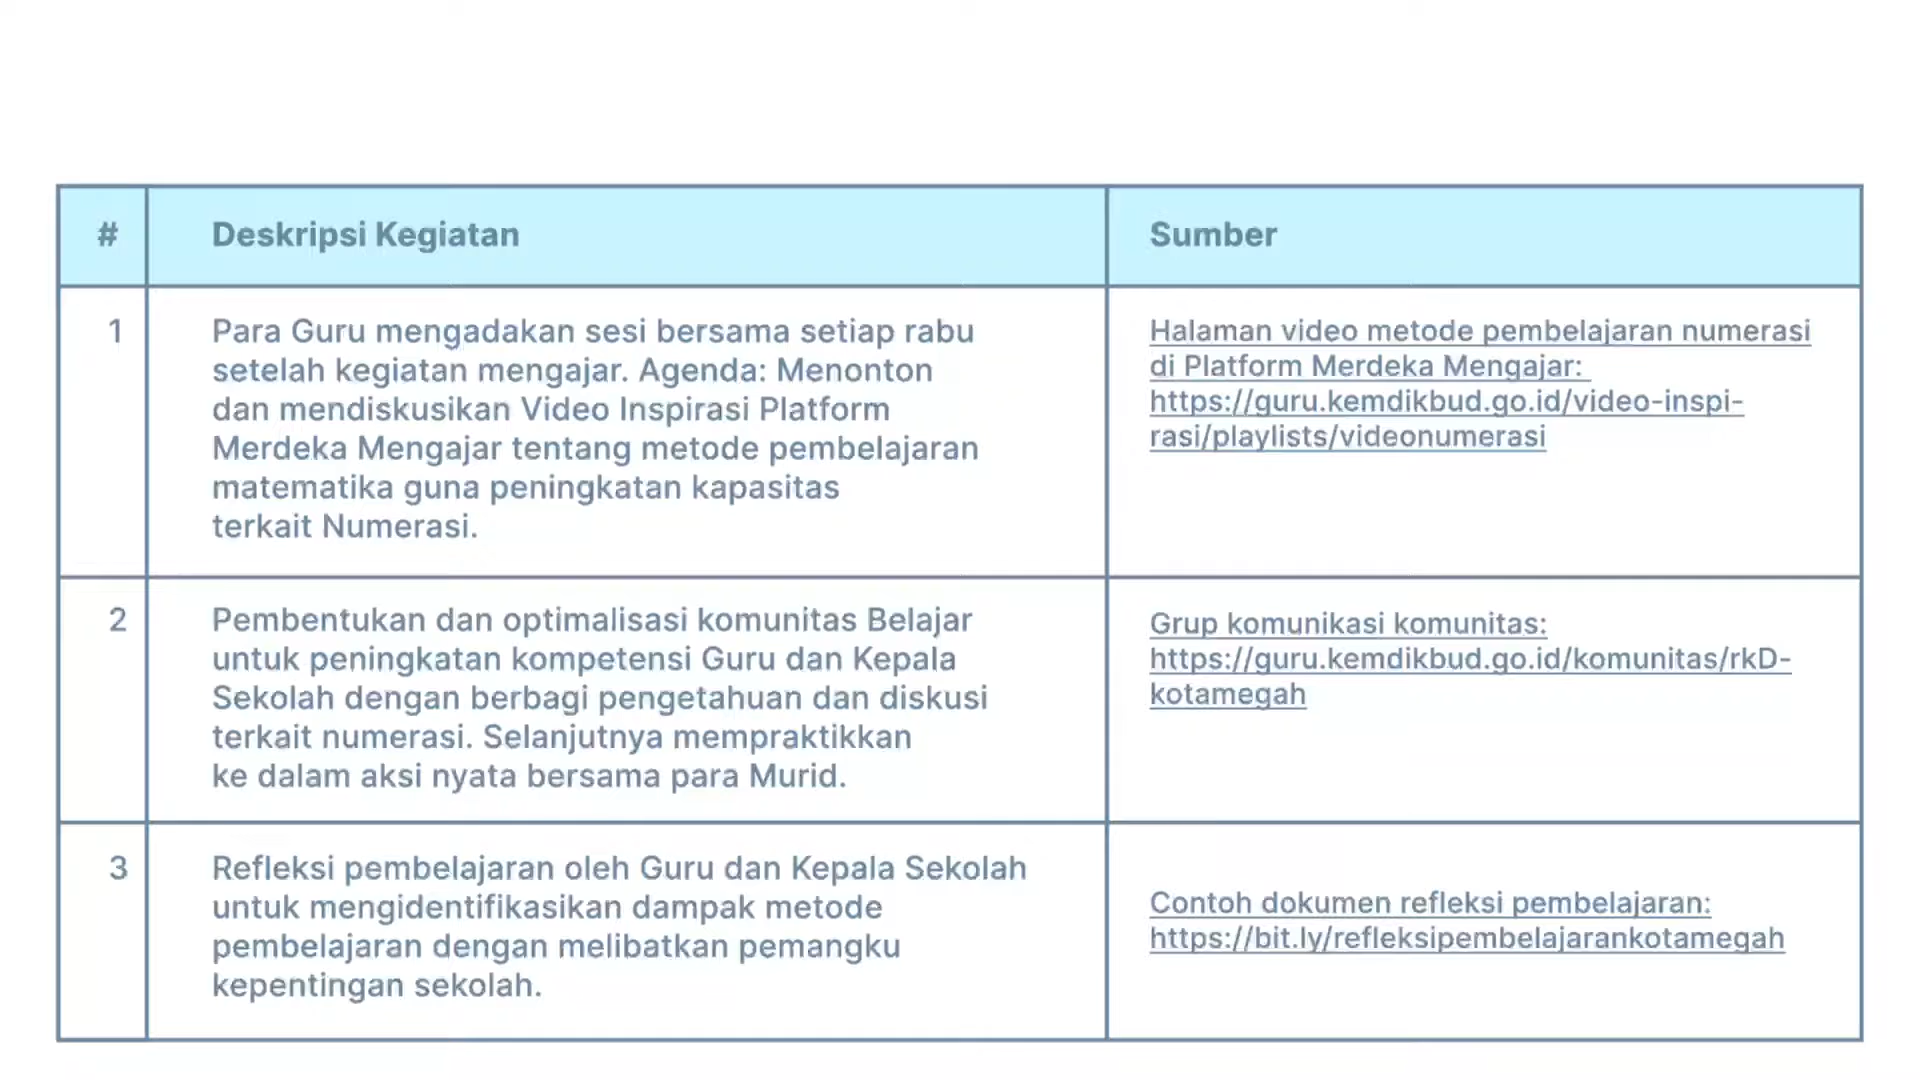 #
Deskripsi Kegiatan
Sumber
1
Para Guru mengadakan sesi bersama setiap rabu
setelah kegiatan mengajar. Agenda: Menonton
dan mendiskusikan Video Inspirasi Platform
Merdeka Mengajar tentang metode pembelajaran
matematika guna peningkatan kapasitas
terkait Numerasi.
Halaman video metode pembelajaran numerasi
di Platform Merdeka Mengajar:
https://guru.kemdikbud.go.id/video-inspi-
rasi/playlists/videonumerasi
2
Pembentukan dan optimalisasi komunitas Belajar
untuk peningkatan kompetensi Guru dan Kepala
Sekolah dengan berbagi pengetahuan dan diskusi
terkait numerasi. Selanjutnya mempraktikkan
ke dalam aksi nyata bersama para Murid.
Grup komunikasi komunitas:
https://guru.kemdikbud.go.id/komunitas/rkD-
kotamegah
3
Refleksi pembelajaran oleh Guru dan Kepala Sekolah
untuk mengidentifikasikan dampak metode
pembelajaran dengan melibatkan pemangku
kepentingan sekolah.
Contoh dokumen refleksi pembelajaran:
https://bit.ly/refleksipembelajarankotamegah